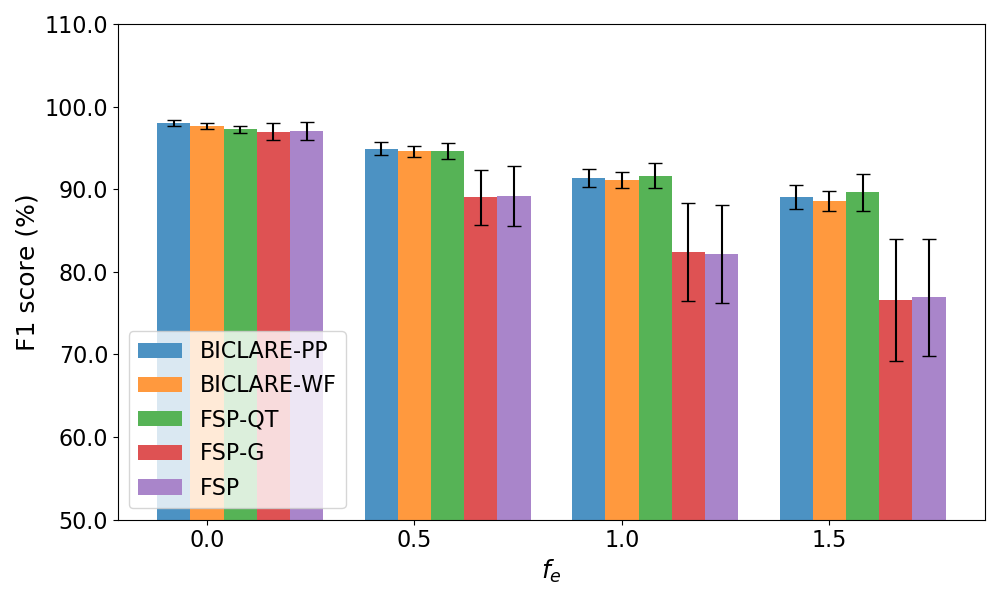 110.0
100.0
90.0
80.0
70.0
60.0
50.0
F1 score (%)
BICLARE-PP
BICLARE-WF
FSP-QT
FSP-G
FSP
0.0 0.5 1.0 1.5
fₑ